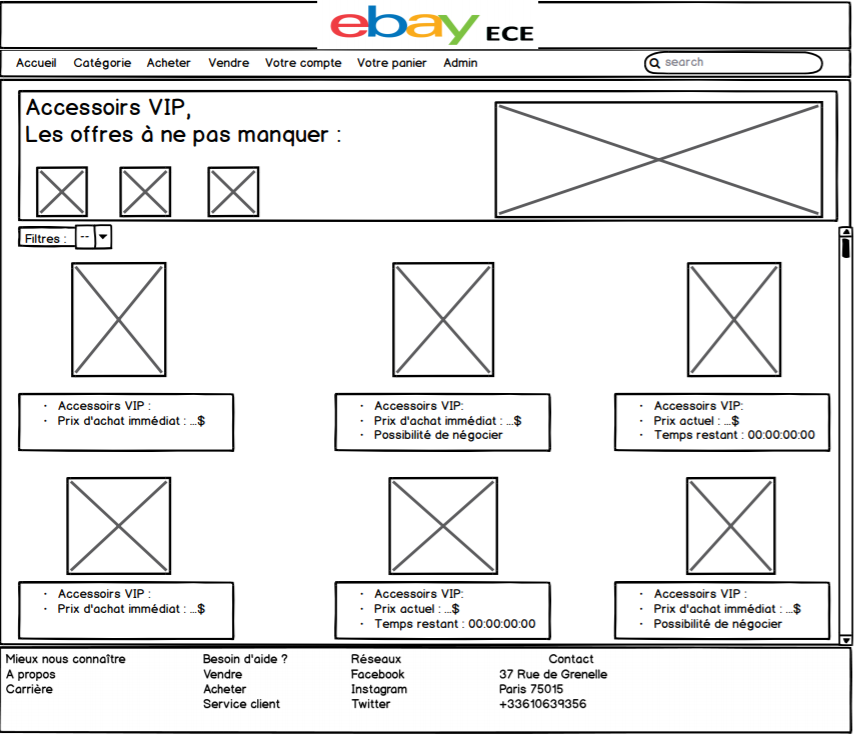 ebay ECE
Accueil Catégorie Acheter Vendre Votre compte Votre panier Admin search
Accessoirs VIP,
Les offres à ne pas manquer :
Filtres : --
· Accessoirs VIP :
· Prix d'achat immédiat : ...$
· Accessoirs VIP:
· Prix d'achat immédiat : ...$
· Possibilité de négocier
· Accessoirs VIP:
· Prix actuel : ...$
· Temps restant : 00:00:00:00
· Accessoirs VIP :
· Prix d'achat immédiat : ...$
· Accessoirs VIP:
· Prix actuel : ...$
· Temps restant : 00:00:00:00
· Accessoirs VIP :
· Prix d'achat immédiat : ...$
· Possibilité de négocier
Mieux nous connaître
A propos
Carrière
Besoin d'aide ?
Vendre
Acheter
Service client
Réseaux
Facebook
Instagram
Twitter
Contact
37 Rue de Grenelle
Paris 75015
+33610639356